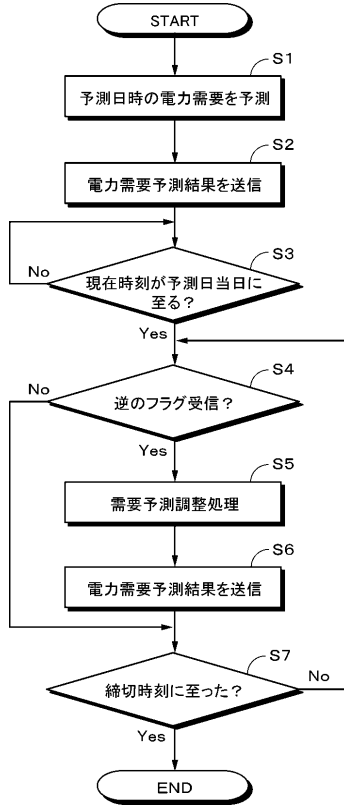 START
S1
予測日時の電力需要を予測
S2
電力需要予測結果を送信
S3
No
現在時刻が予測日当日に
至る?
Yes
S4
No
逆のフラグ受信?
Yes
S5
需要予測調整処理
S6
電力需要予測結果を送信
S7
締切時刻に至った?
No
Yes
END